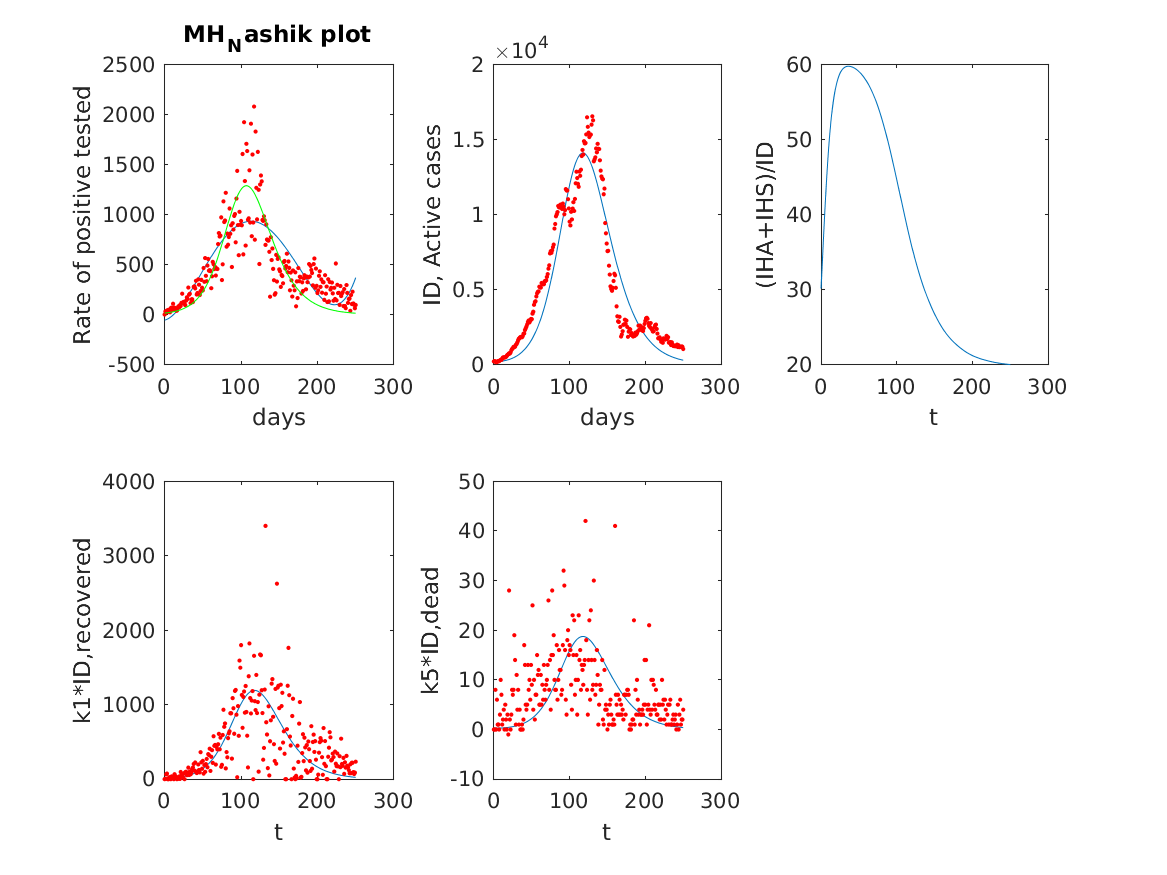 MH_Nashik plot
2500
2000
1500
1000
500
0
-500
Rate of positive tested
0 100 200 300
days
×10^4
2
1.5
1
0.5
0
ID, Active cases
0 100 200 300
days
60
50
40
30
20
(IHA+IHS)/ID
0 100 200 300
t
4000
3000
2000
1000
0
k1*ID,recovered
0 100 200 300
t
50
40
30
20
10
0
-10
k5*ID,dead
0 100 200 300
t